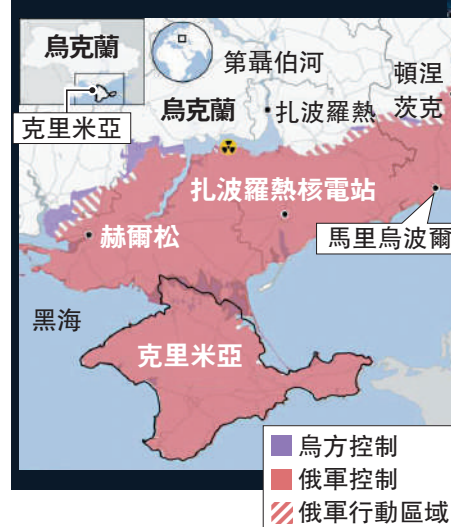 烏克蘭
克里米亞
第聶伯河
烏克蘭
扎波羅熱
頓涅
茨克
扎波羅熱核電站
赫爾松
馬里烏波爾
黑海
克里米亞
烏方控制
俄軍控制
俄軍行動區域